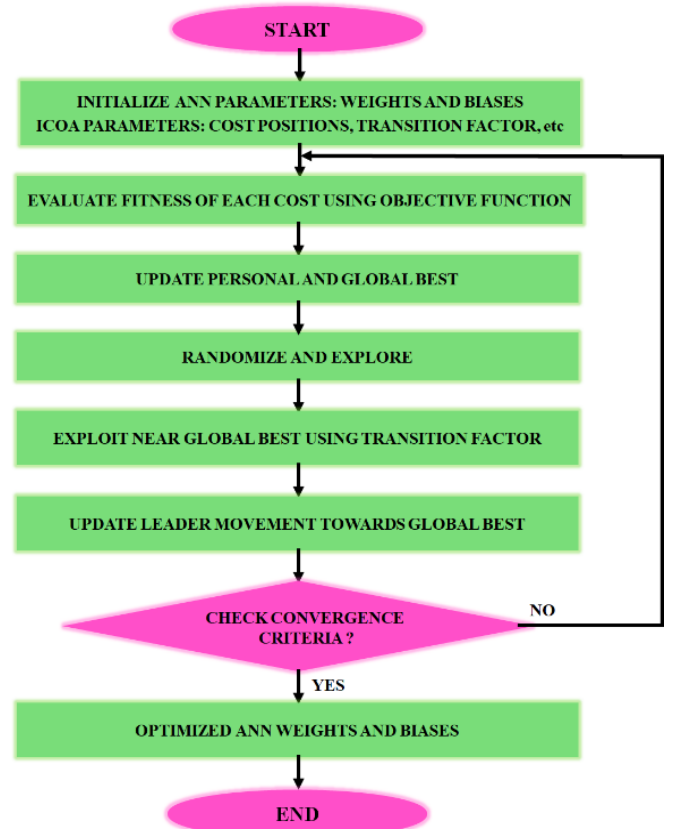 START
INITIALIZE ANN PARAMETERS: WEIGHTS AND BIASES
ICOA PARAMETERS: COST POSITIONS, TRANSITION FACTOR, etc
EVALUATE FITNESS OF EACH COST USING OBJECTIVE FUNCTION
UPDATE PERSONAL AND GLOBAL BEST
RANDOMIZE AND EXPLORE
EXPLOIT NEAR GLOBAL BEST USING TRANSITION FACTOR
UPDATE LEADER MOVEMENT TOWARDS GLOBAL BEST
CHECK CONVERGENCE
CRITERIA ?
NO
YES
OPTIMIZED ANN WEIGHTS AND BIASES
END